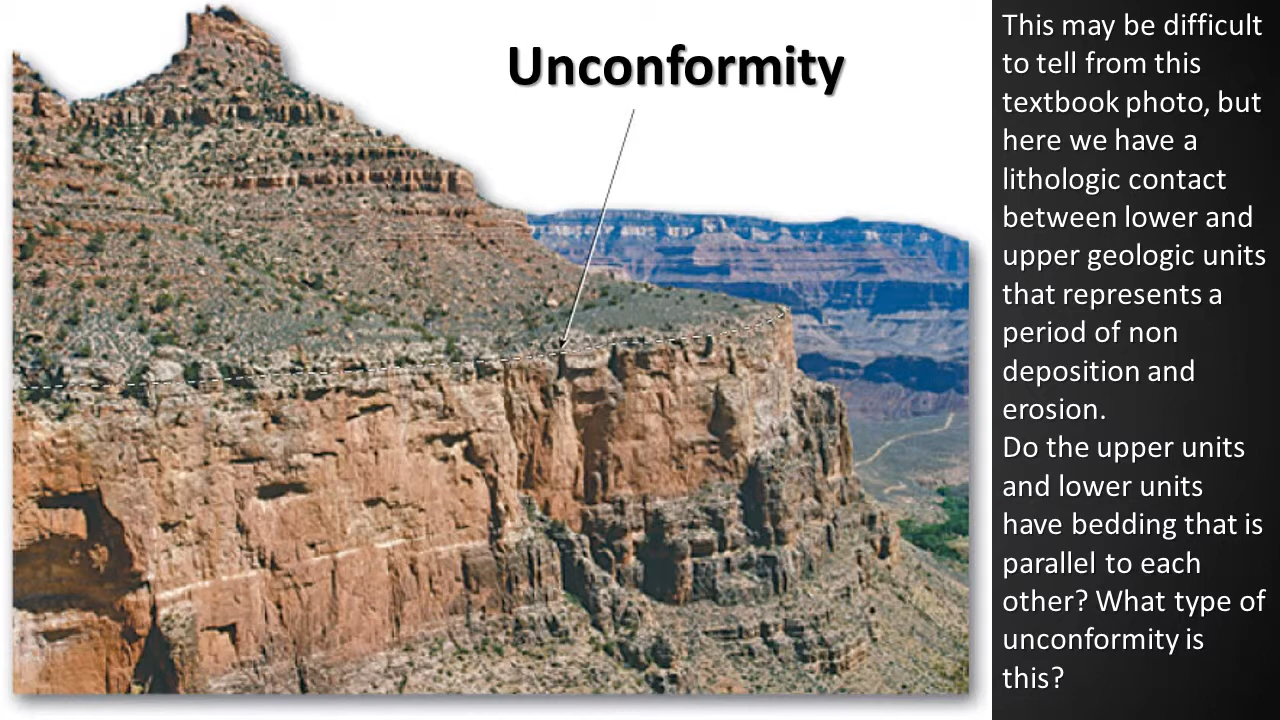 Unconformity
This may be difficult
to tell from this
textbook photo, but
here we have a
lithologic contact
between lower and
upper geologic units
that represents a
period of non
deposition and
erosion.
Do the upper units
and lower units
have bedding that is
parallel to each
other? What type of
unconformity is
this?